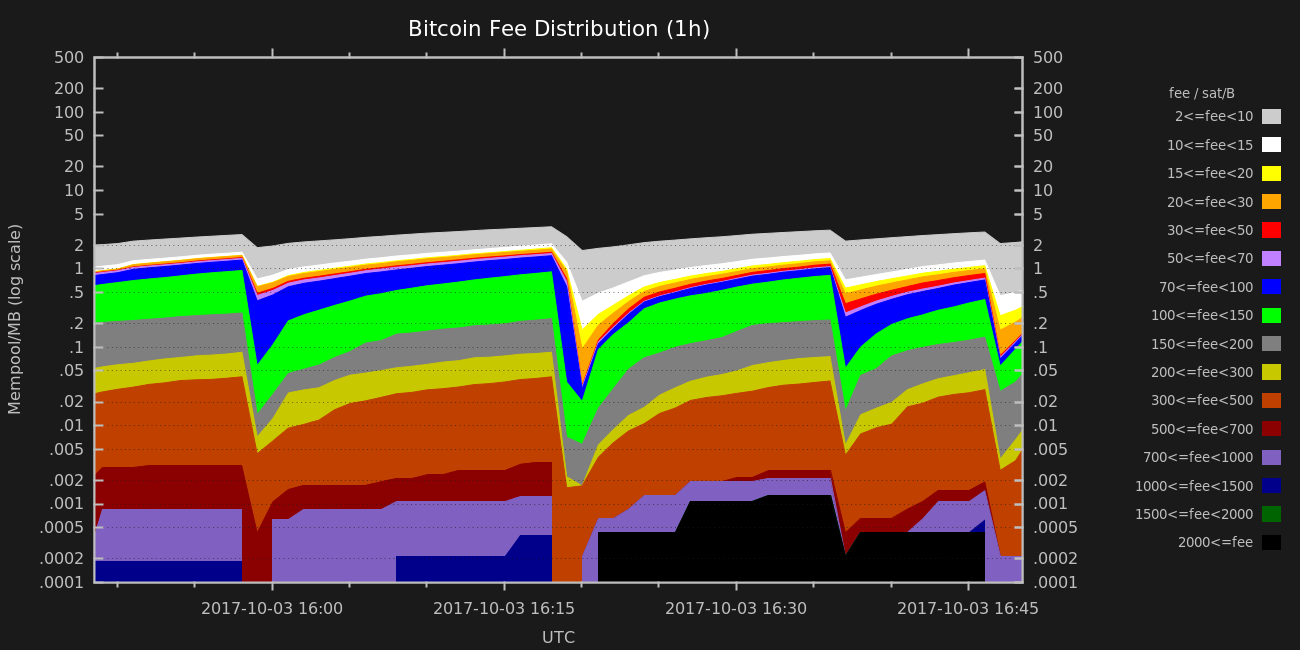 Bitcoin Fee Distribution (1h)
500 500
200 200
100 100
50 50
20 20
10 10
5 5
2 2
1 1
.5 .5
.2 .2
.1 .1
.05 .05
.02 .02
.01 .01
.005 .005
.002 .002
.001 .001
.0005 .0005
.0002 .0002
.0001 .0001
Mempool/MB (log scale)
2017-10-03 16:00 2017-10-03 16:15 2017-10-03 16:30 2017-10-03 16:45
UTC
fee / sat/B
2<=fee<10
10<=fee<15
15<=fee<20
20<=fee<30
30<=fee<50
50<=fee<70
70<=fee<100
100<=fee<150
150<=fee<200
200<=fee<300
300<=fee<500
500<=fee<700
700<=fee<1000
1000<=fee<1500
1500<=fee<2000
2000<=fee